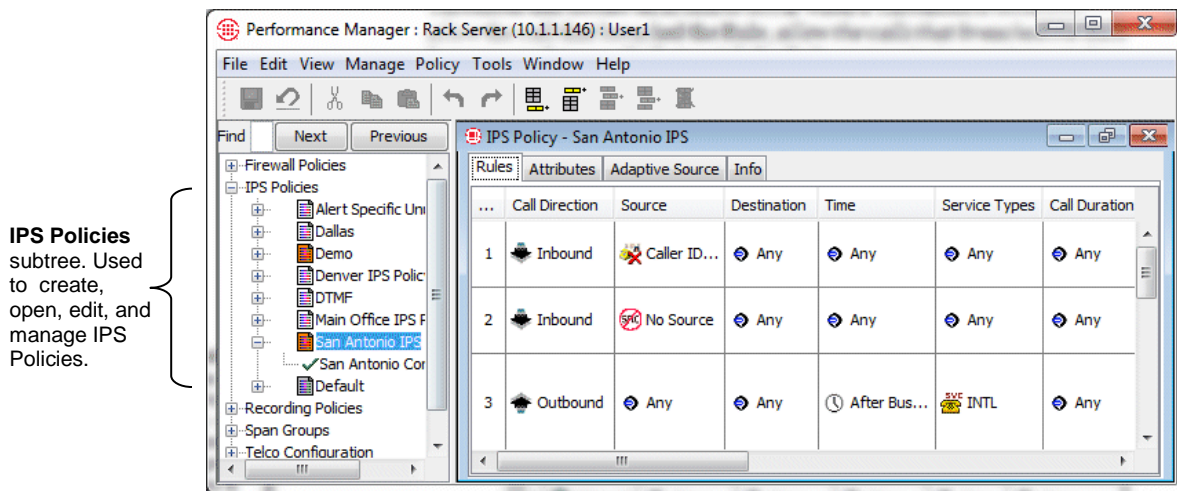 Performance Manager : Rack Server (10.1.1.146) : User1
File Edit View Manage Policy Tools Window Help
Find Next Previous
Firewall Policies
IPS Policies
Alert Specific Un
Dallas
Demo
Denver IPS Polic
DTMF
Main Office IPS P
San Antonio IPS
San Antonio Cor
Default
Recording Policies
Span Groups
Telco Configuration
IPS Policies
subtree. Used
to create,
open, edit, and
manage IPS
Policies.
IPS Policy - San Antonio IPS
Rules Attributes Adaptive Source Info
... Call Direction Source Destination Time Service Types Call Duration
1 Inbound Caller ID... Any Any Any Any
2 Inbound SRC No Source Any Any Any Any
3 Outbound Any Any After Bus... SVC INTL Any